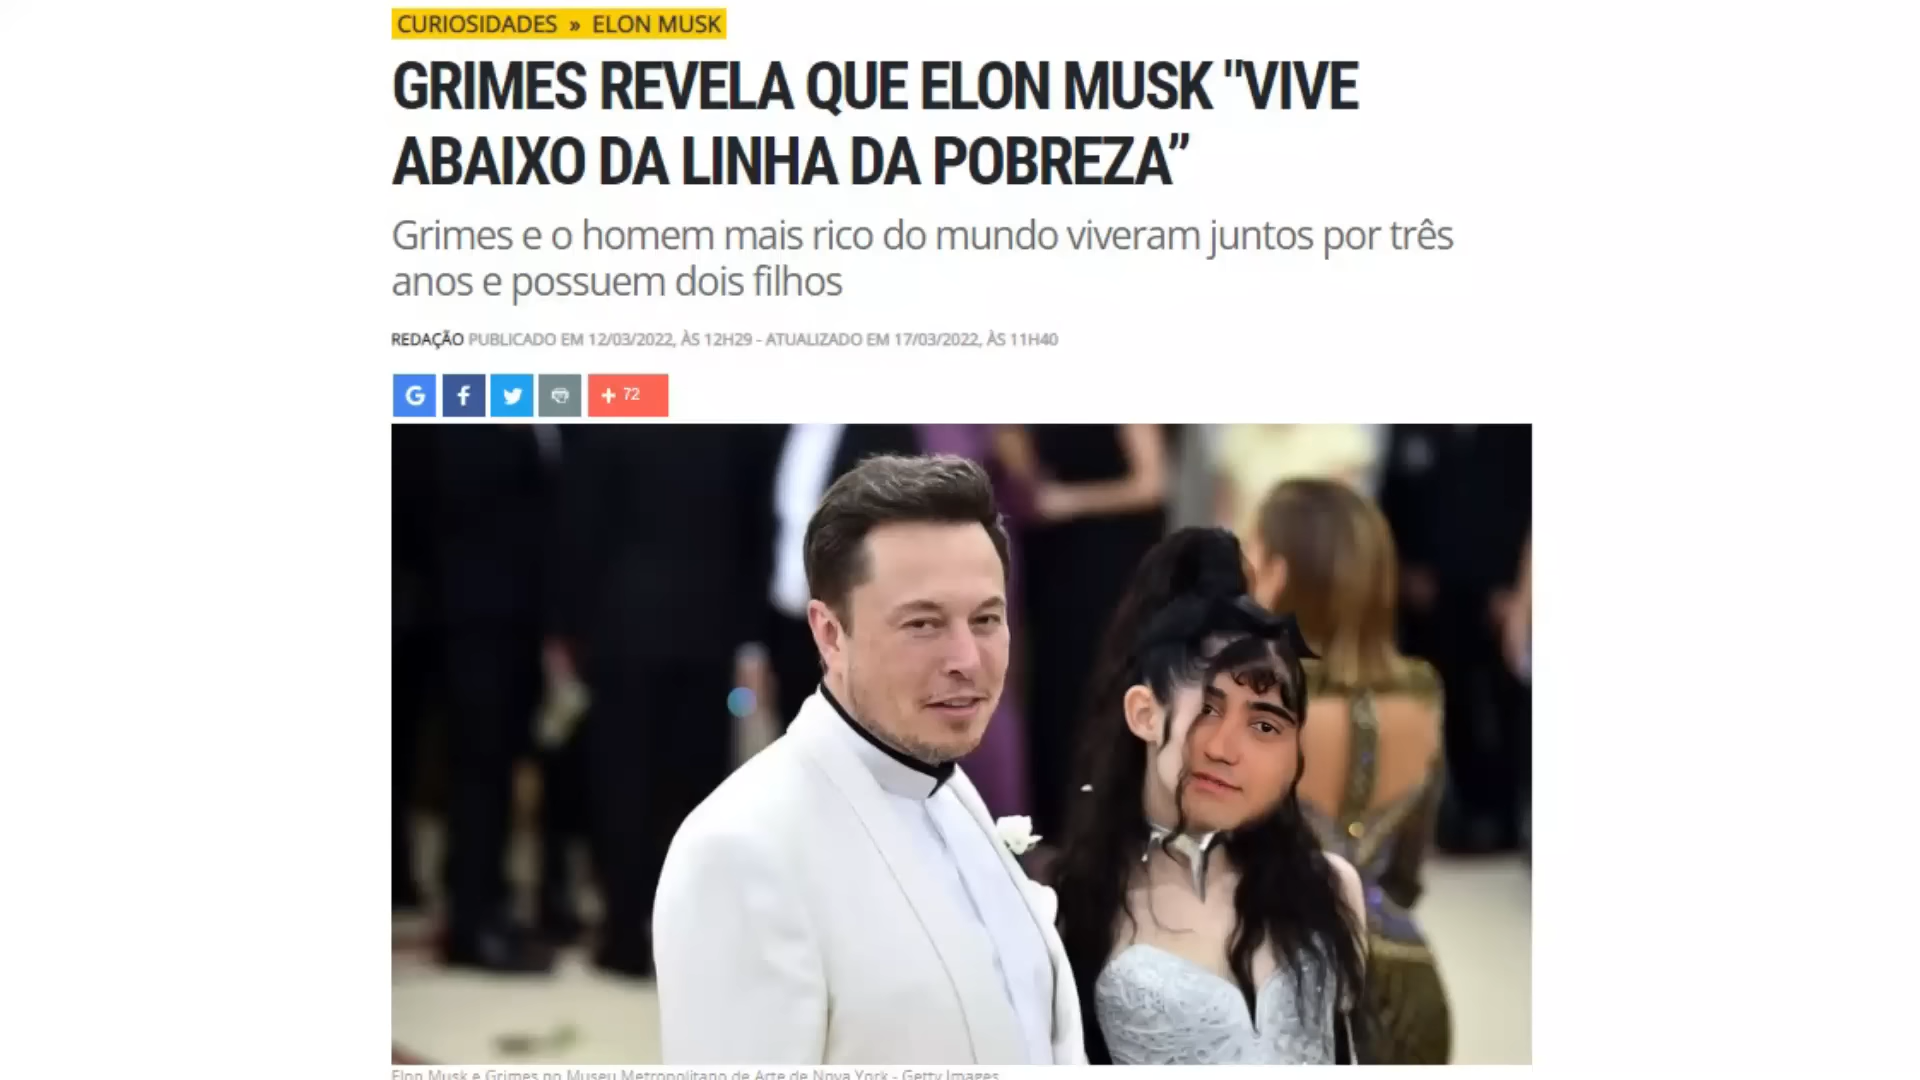 CURIOSIDADES » ELON MUSK
GRIMES REVELA QUE ELON MUSK "VIVE
ABAIXO DA LINHA DA POBREZA”
Grimes e o homem mais rico do mundo viveram juntos por três
anos e possuem dois filhos
REDAÇÃO PUBLICADO EM 12/03/2022, ÀS 12H29 - ATUALIZADO EM 17/03/2022, ÀS 11H40
G f + 72
Elon Musk e Grimes no Museu Metropolitano de Arte de Nova York - Getty Images